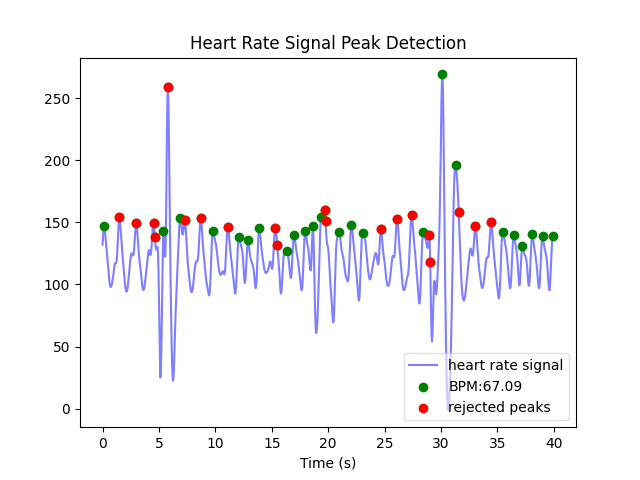 Heart Rate Signal Peak Detection
250
200
150
100
50
0
heart rate signal
BPM:67.09
rejected peaks
0 5 10 15 20 25 30 35 40
Time (s)